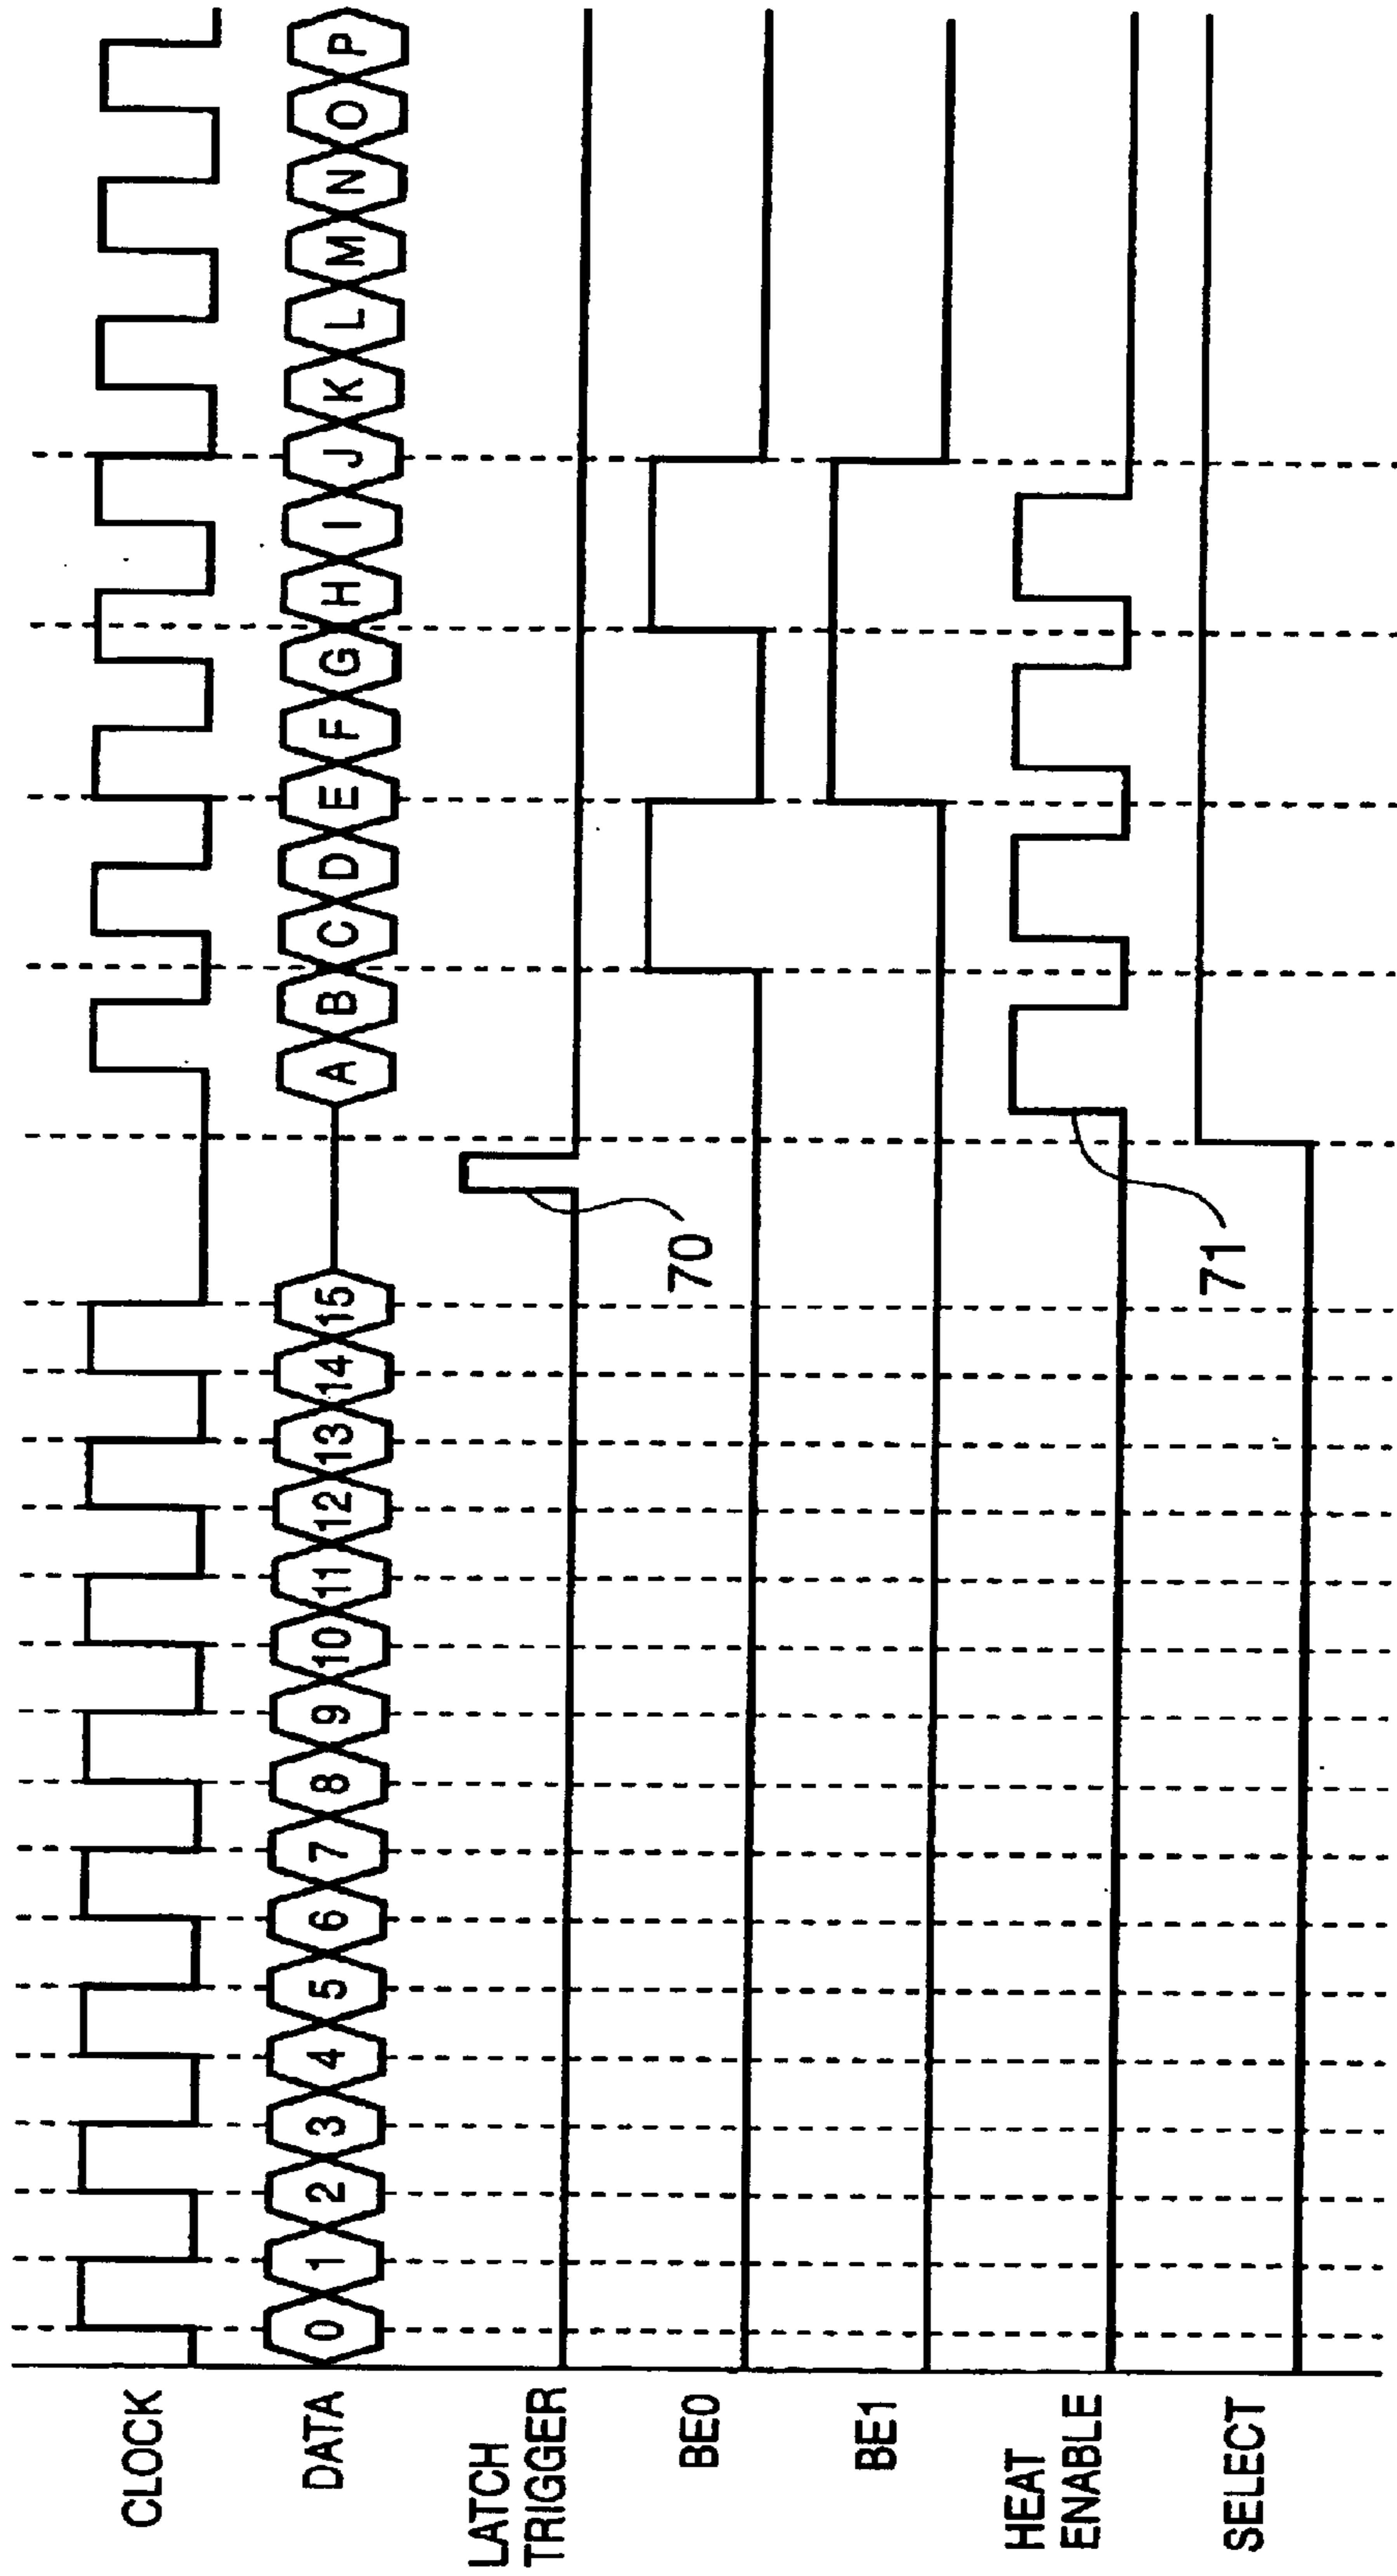 CLOCK
DATA
0 1 2 3 4 5 6 7 8 9 10 11 12 13 14 15 A B C D E F G H I J K L M N O P
LATCH
TRIGGER
70
BE0
BE1
HEAT
ENABLE
71
SELECT